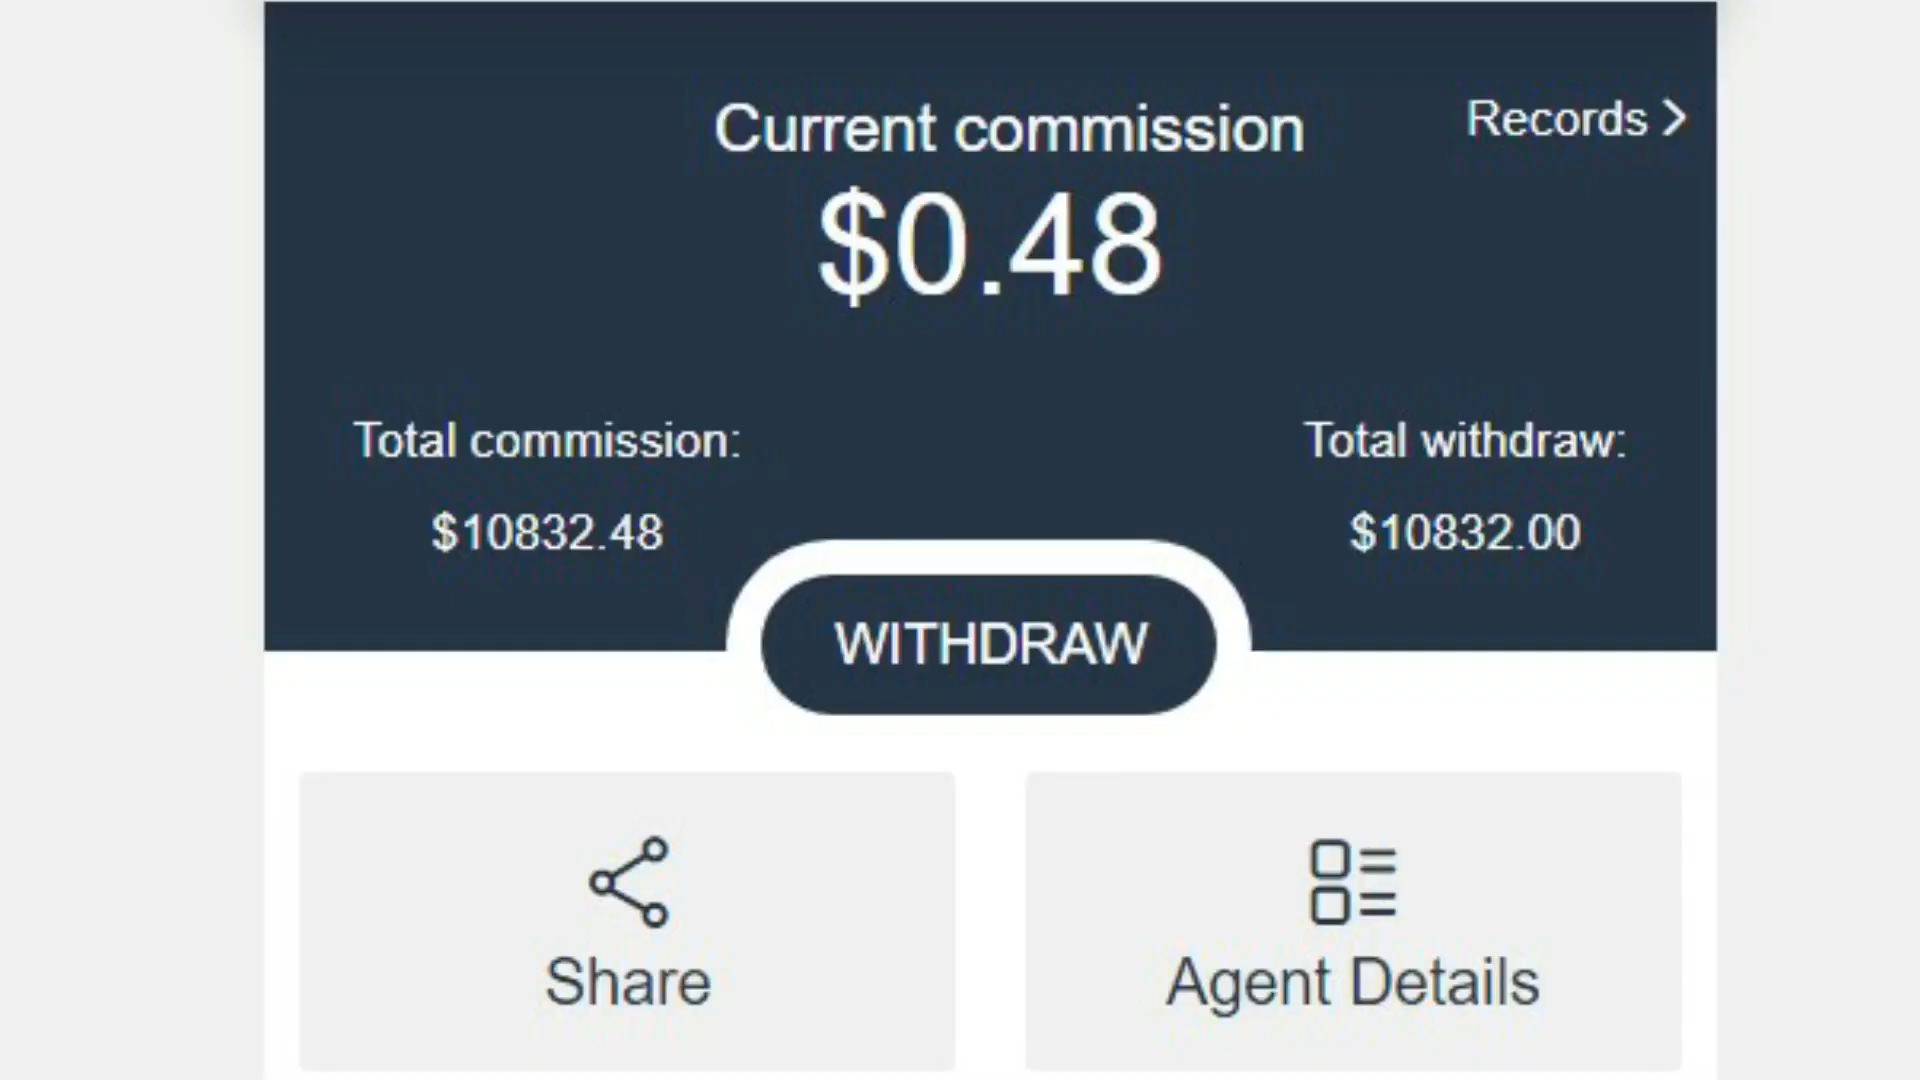 Current commission
Records
$0.48
Total commission:
Total withdraw:
$10832.48
$10832.00
WITHDRAW
Share
Agent Details